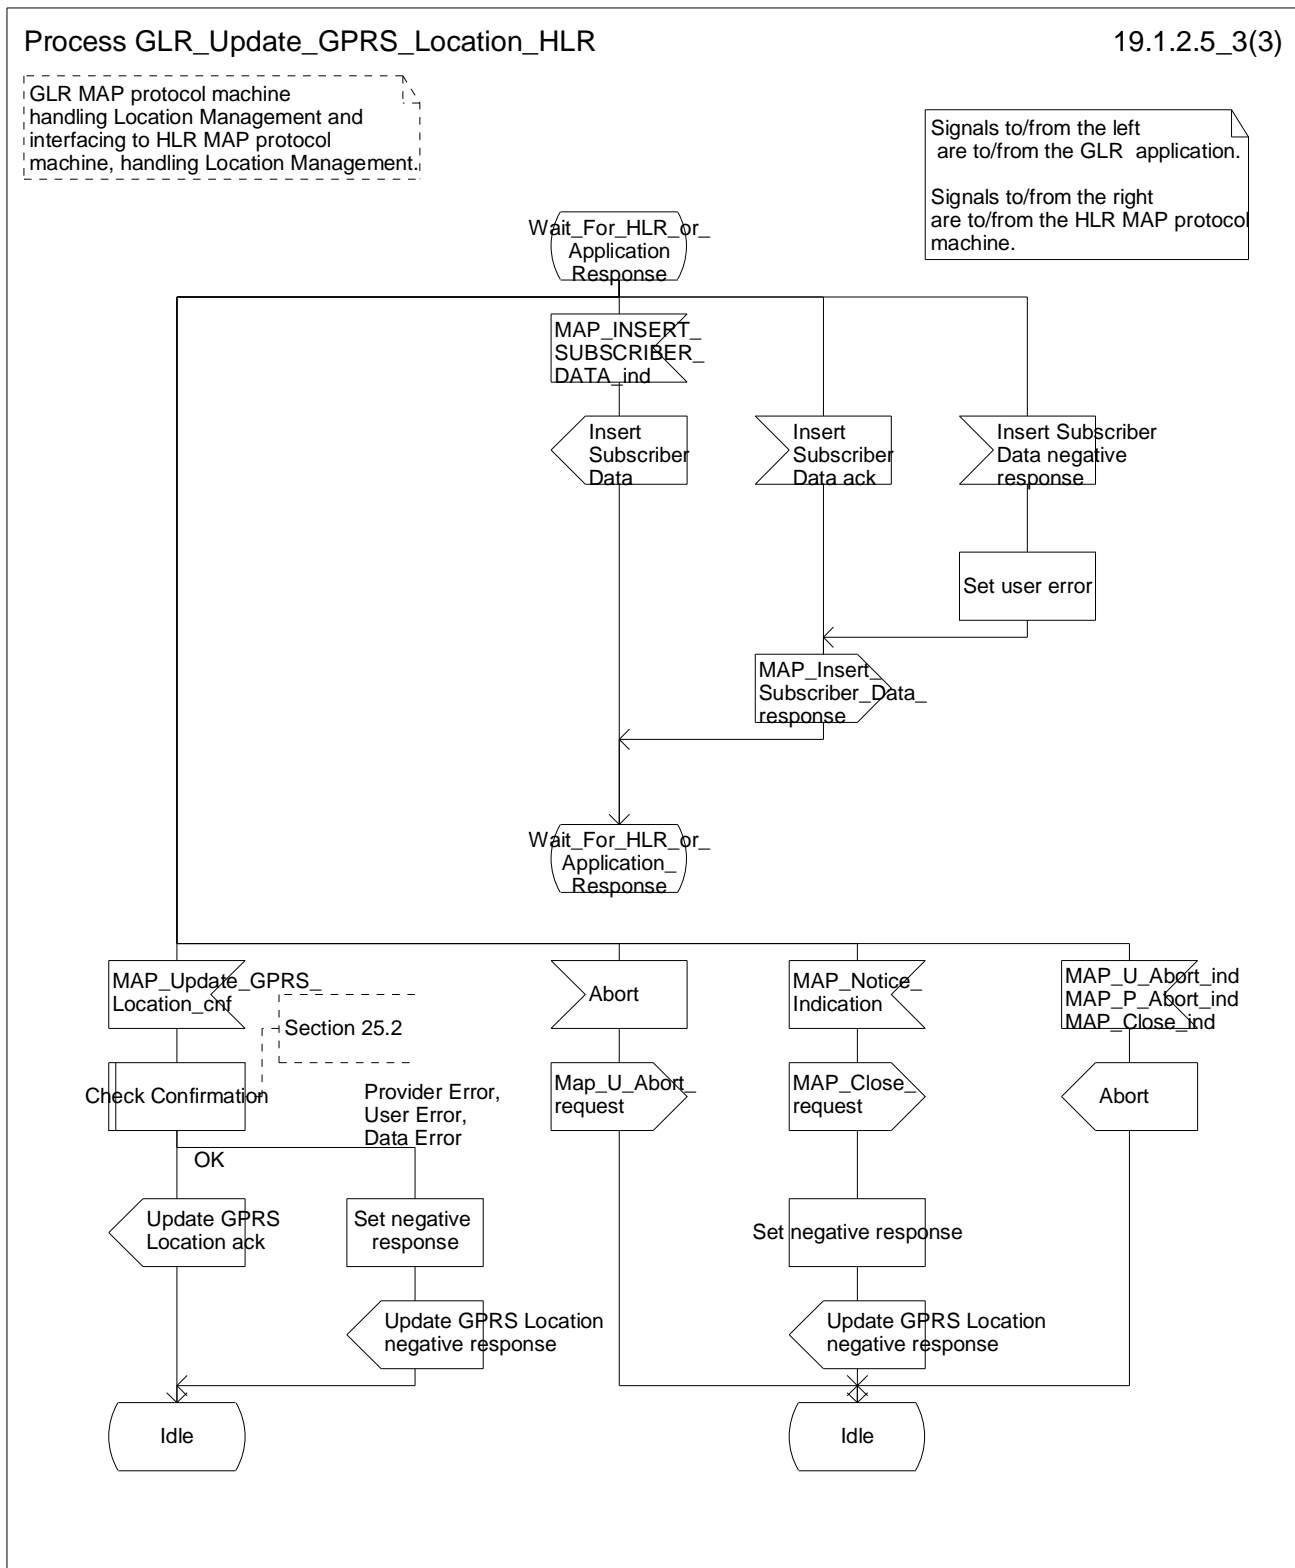 Process GLR_Update_GPRS_Location_HLR
19.1.2.5_3(3)
GLR MAP protocol machine
handling Location Management and
interfacing to HLR MAP protocol
machine, handling Location Management.
Signals to/from the left
are to/from the GLR application.
Signals to/from the right
are to/from the HLR MAP protocol
machine.
Wait_For_HLR_or_
Application
Response
MAP_INSERT_
SUBSCRIBER_
DATA_ind
Insert
Subscriber
Data
Insert
Subscriber
Data ack
Insert Subscriber
Data negative
response
Set user error
MAP_Insert_
Subscriber_Data_
response
Wait_For_HLR_or_
Application_
Response
MAP_Update_GPRS_
Location_cnf
Abort
MAP_Notice_
Indication
MAP_U_Abort_ind
MAP_P_Abort_ind
MAP_Close_ind
Section 25.2
Check Confirmation
Provider Error,
User Error,
Data Error
Map_U_Abort_
request
MAP_Close_
request
Abort
OK
Update GPRS
Location ack
Set negative
response
Set negative response
Update GPRS Location
negative response
Update GPRS Location
negative response
Idle
Idle